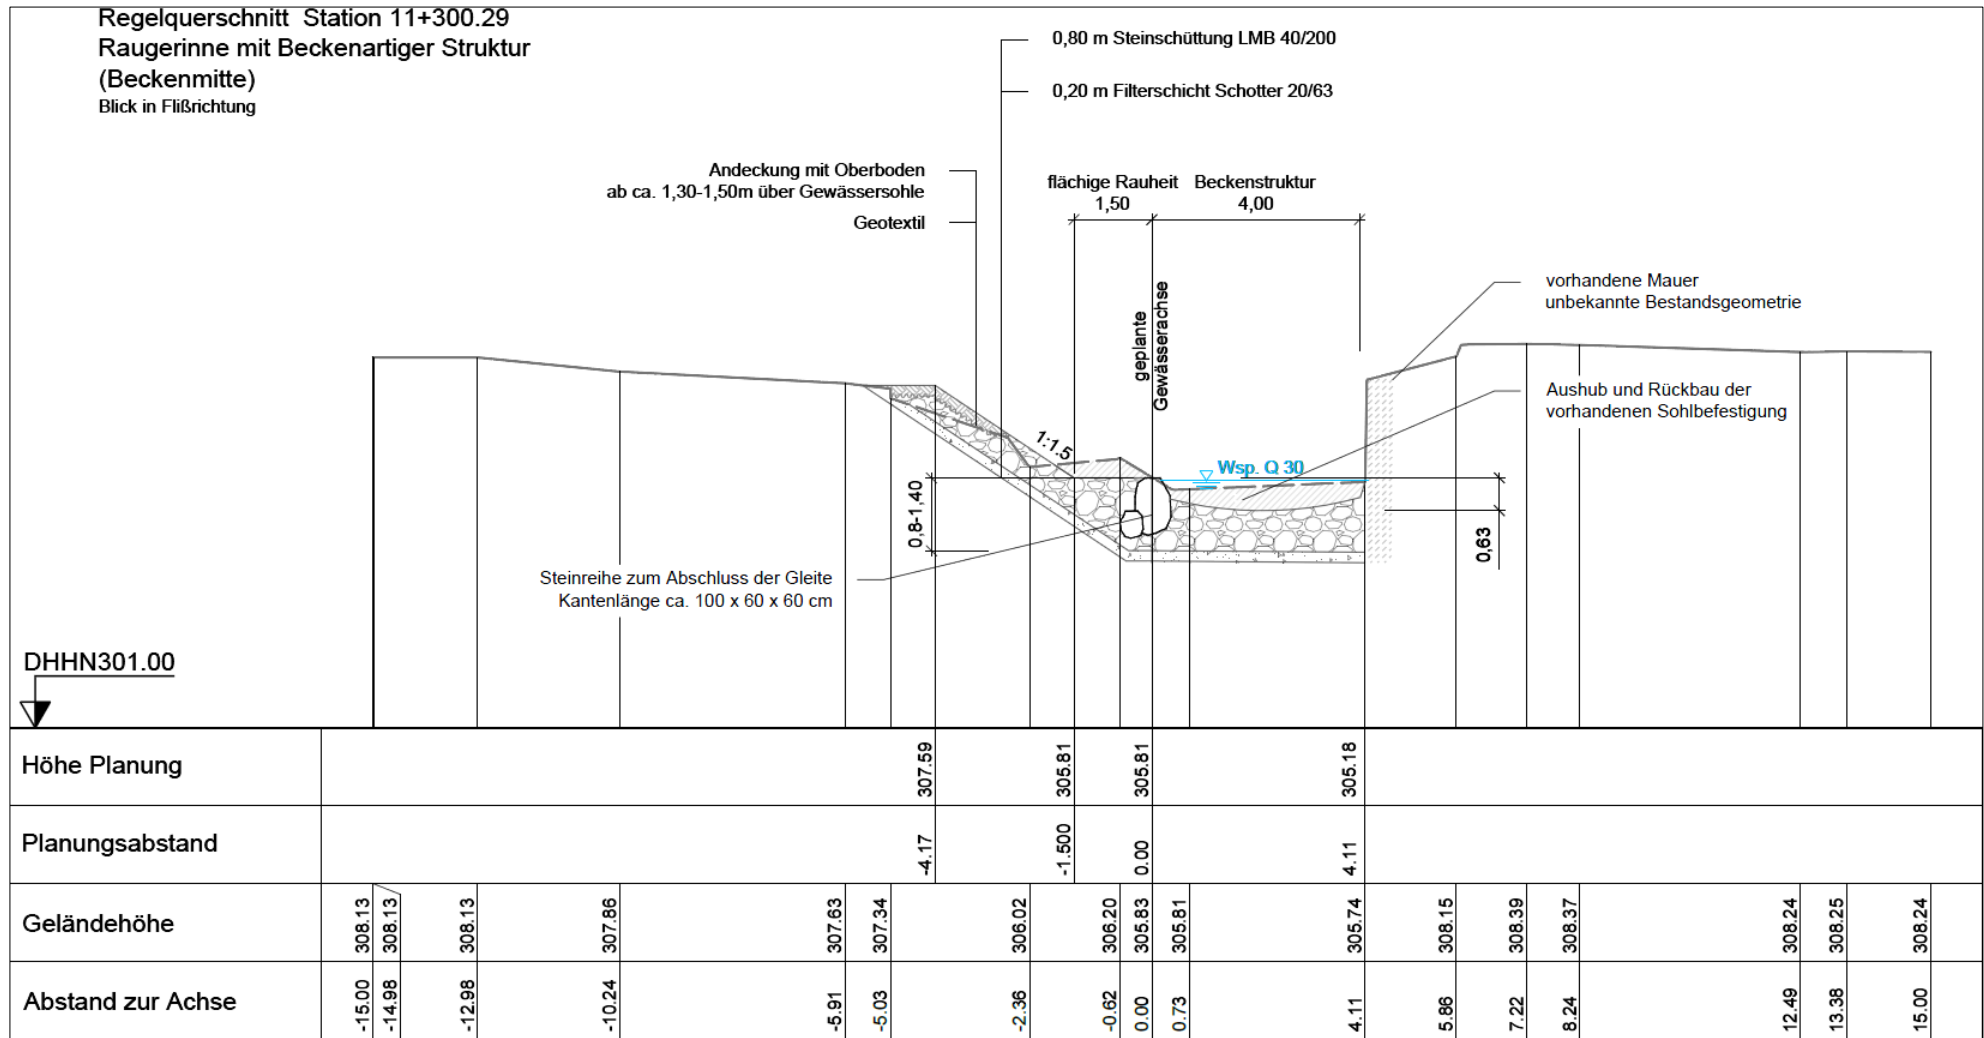 Regelquerschnitt Station 11+300.29
Raugerinne mit Beckenartiger Struktur
(Beckenmitte)
Blick in Flißrichtung
0,80 m Steinschüttung LMB 40/200
0,20 m Filterschicht Schotter 20/63
Andeckung mit Oberboden
ab ca. 1,30-1,50m über Gewässersohle
Geotextil
flächige Rauheit
1,50
Beckenstruktur
4,00
geplante
Gewässerachse
vorhandene Mauer
unbekannte Bestandsgeometrie
Aushub und Rückbau der
vorhandenen Sohlbefestigung
1:1.5
Wsp. Q 30
0,8-1,40
0,63
Steinreihe zum Abschluss der Gleite
Kantenlänge ca. 100 x 60 x 60 cm
DHHN301.00
Höhe Planung 307.59 305.81 305.81 305.18
Planungsabstand -4.17 -1.500 0.00 4.11
Geländehöhe 308.13 308.13 308.13 307.86 307.63 307.34 306.02 306.20 305.83 305.81 305.74 308.15 308.39 308.37 308.24 308.25 308.24
Abstand zur Achse -15.00 -14.98 -12.98 -10.24 -5.91 -5.03 -2.36 -0.62 0.00 0.73 4.11 5.86 7.22 8.24 12.49 13.38 15.00